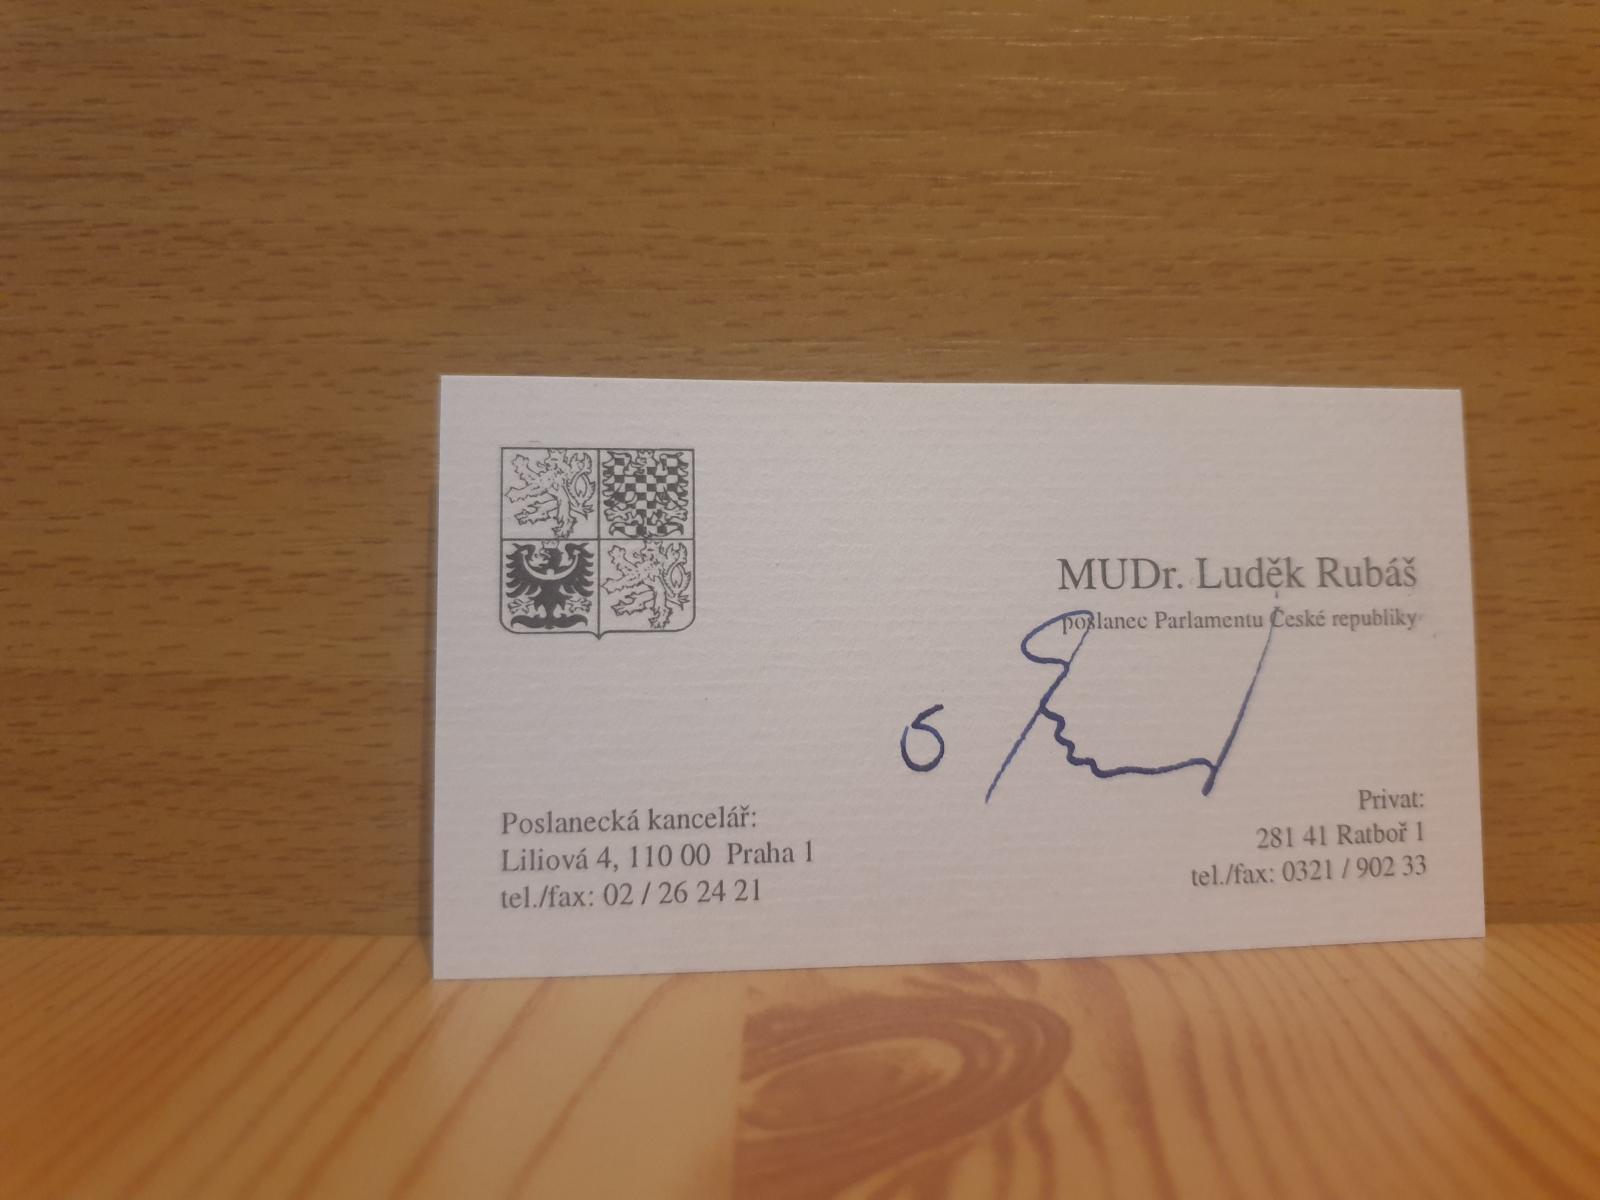 MUDr. Luděk Rubáš
poslanec Parlamentu České republiky
Poslanecká kancelář:
Liliová 4, 110 00 Praha 1
tel./fax: 02 / 26 24 21
Privat:
281 41 Ratboř 1
tel./fax: 0321 / 902 33